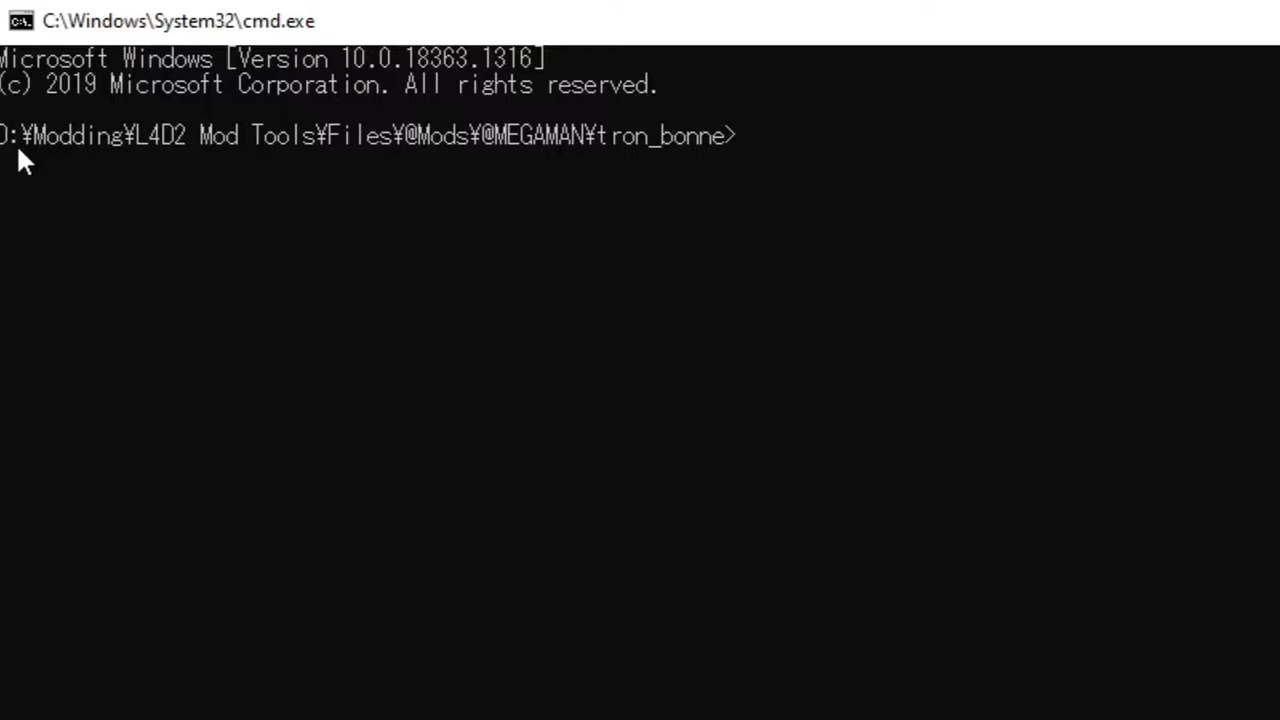 C:\Windows\System32\cmd.exe
Microsoft Windows [Version 10.0.18363.1316]
(c) 2019 Microsoft Corporation. All rights reserved.
D:¥Modding¥L4D2 Mod Tools¥Files¥@Mods¥@MEGAMAN¥tron_bonne>